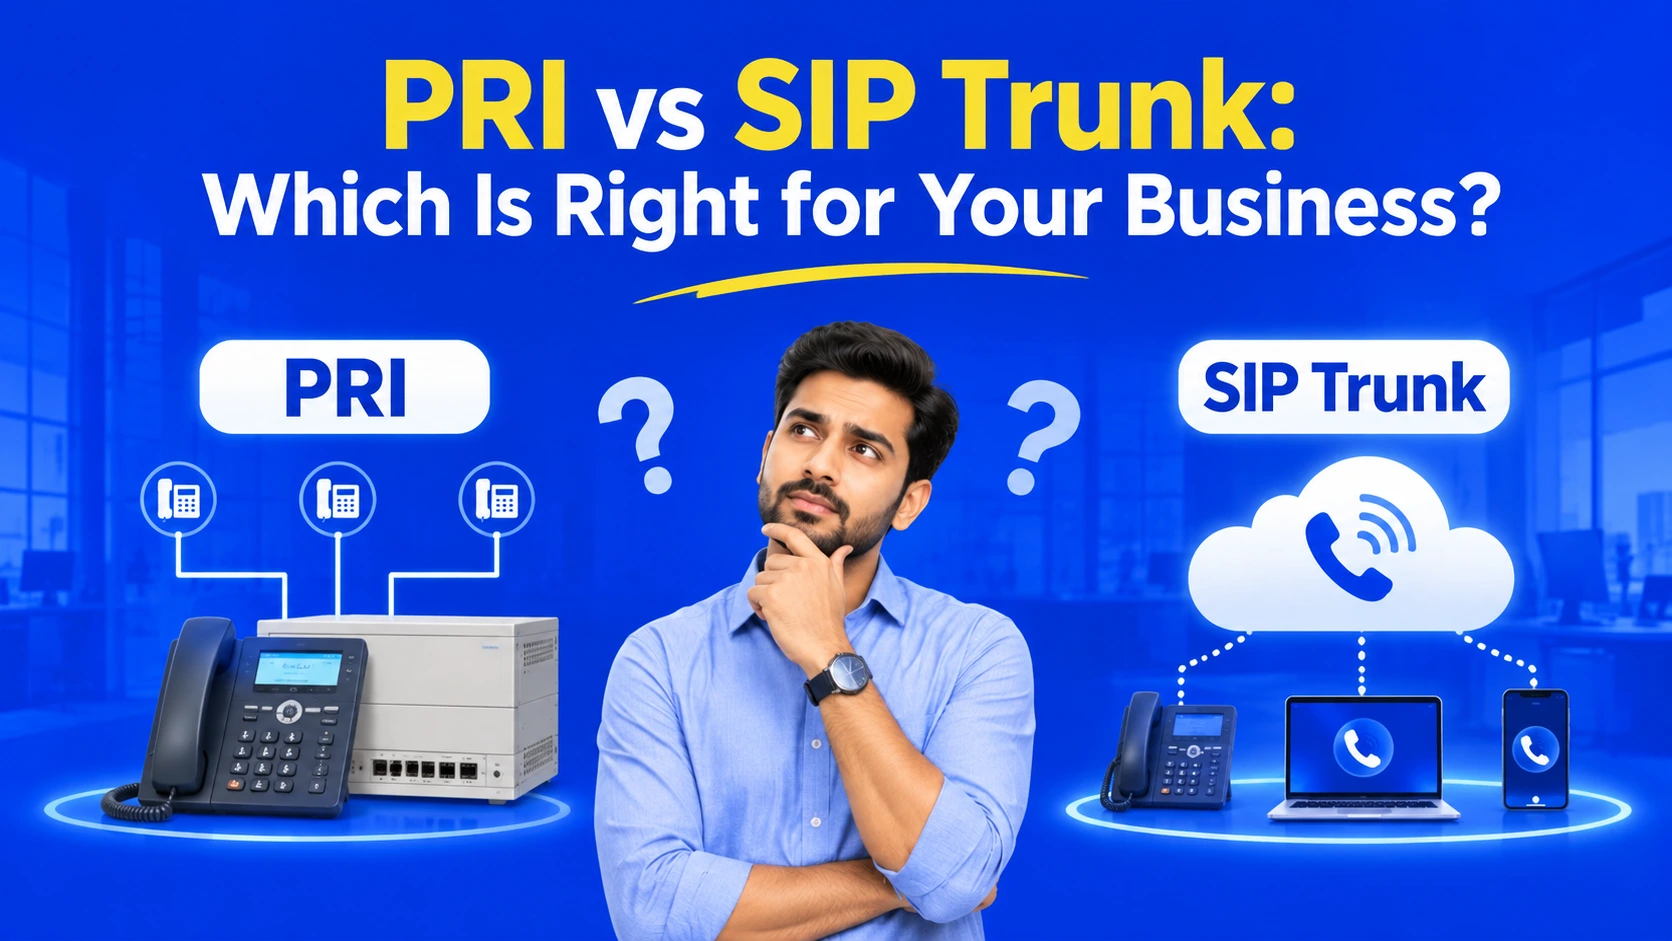 PRI vs SIP Trunk:
Which Is Right for Your Business?
PRI
SIP Trunk
? ?